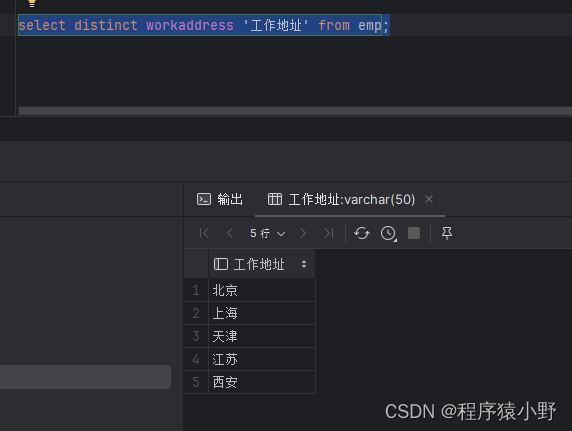 select distinct workaddress '工作地址' from emp;
输出
工作地址:varchar(50)
5 行
工作地址
1 北京
2 上海
3 天津
4 江苏
5 西安
CSDN @程序猿小野